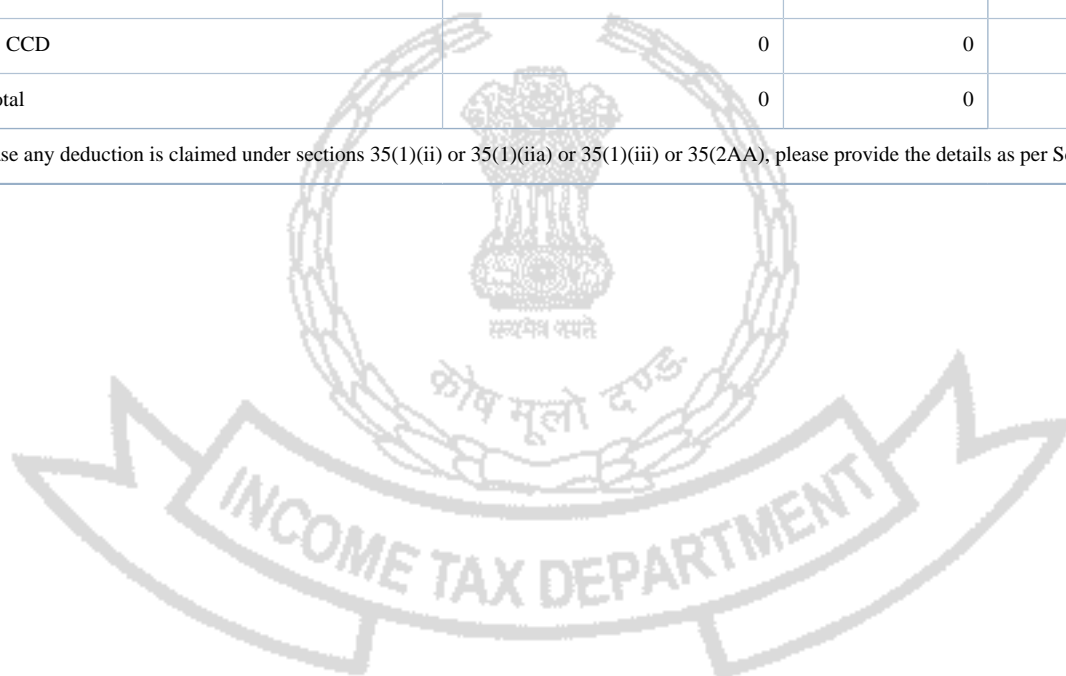 CCD 0 0
otal 0 0
se any deduction is claimed under sections 35(1)(ii) or 35(1)(iia) or 35(1)(iii) or 35(2AA), please provide the details as per S
सत्यमेव जयते
कोष मूलो दण्ड:
INCOME TAX DEPARTMENT